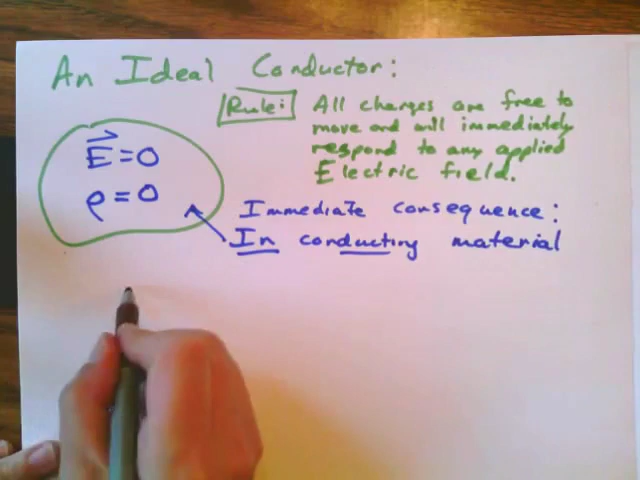 An Ideal Conductor:
Rule: All charges are free to
move and will immediately
respond to any applied
Electric field.
E⃗ = 0
ρ = 0
Immediate consequence:
In conducting material